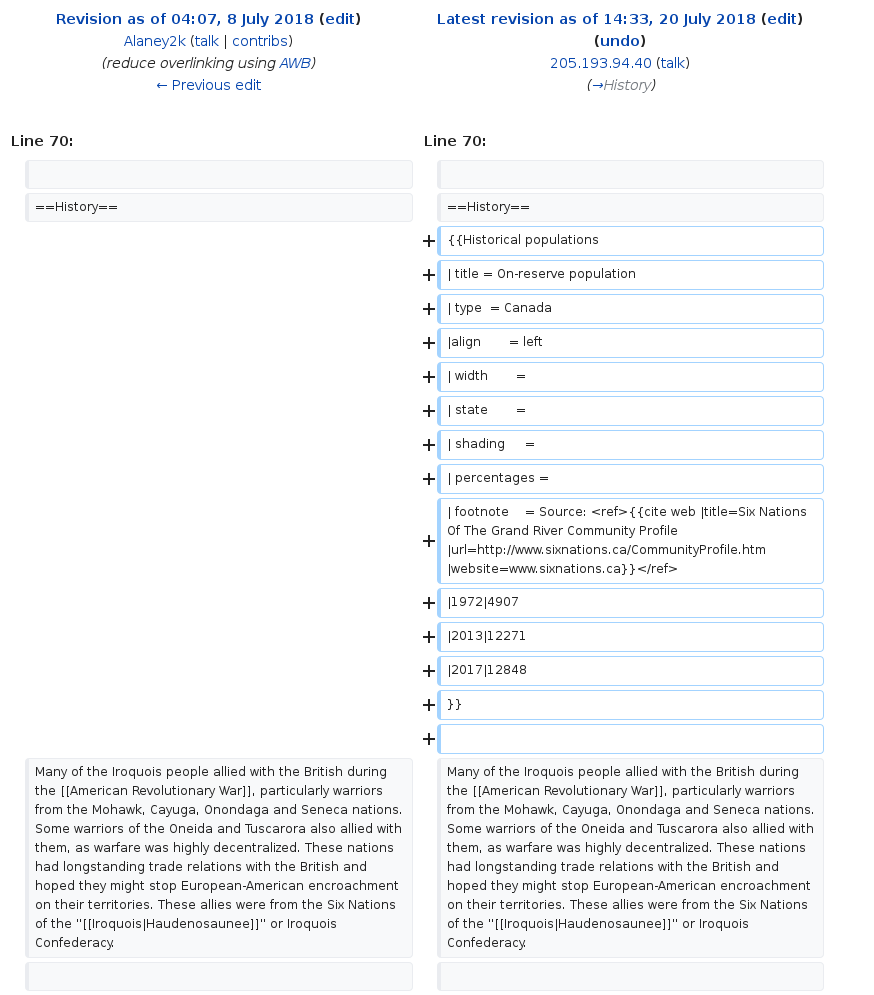 Revision as of 04:07, 8 July 2018 (edit)
Alaney2k (talk | contribs)
(reduce overlinking using AWB)
← Previous edit
Latest revision as of 14:33, 20 July 2018 (edit)
(undo)
205.193.94.40 (talk)
(→History)
Line 70:
Line 70:
==History==
==History==
+ {{Historical populations
+ | title = On-reserve population
+ | type  = Canada
+ |align       = left
+ | width       =
+ | state       =
+ | shading     =
+ | percentages =
+ | footnote    = Source: <ref>{{cite web |title=Six Nations
Of The Grand River Community Profile
|url=http://www.sixnations.ca/CommunityProfile.htm
|website=www.sixnations.ca}}</ref>
+ |1972|4907
+ |2013|12271
+ |2017|12848
+ }}
+
Many of the Iroquois people allied with the British during
the [[American Revolutionary War]], particularly warriors
from the Mohawk, Cayuga, Onondaga and Seneca nations.
Some warriors of the Oneida and Tuscarora also allied with
them, as warfare was highly decentralized. These nations
had longstanding trade relations with the British and
hoped they might stop European-American encroachment
on their territories. These allies were from the Six Nations
of the ''[[Iroquois|Haudenosaunee]]'' or Iroquois
Confederacy.
Many of the Iroquois people allied with the British during
the [[American Revolutionary War]], particularly warriors
from the Mohawk, Cayuga, Onondaga and Seneca nations.
Some warriors of the Oneida and Tuscarora also allied with
them, as warfare was highly decentralized. These nations
had longstanding trade relations with the British and
hoped they might stop European-American encroachment
on their territories. These allies were from the Six Nations
of the ''[[Iroquois|Haudenosaunee]]'' or Iroquois
Confederacy.